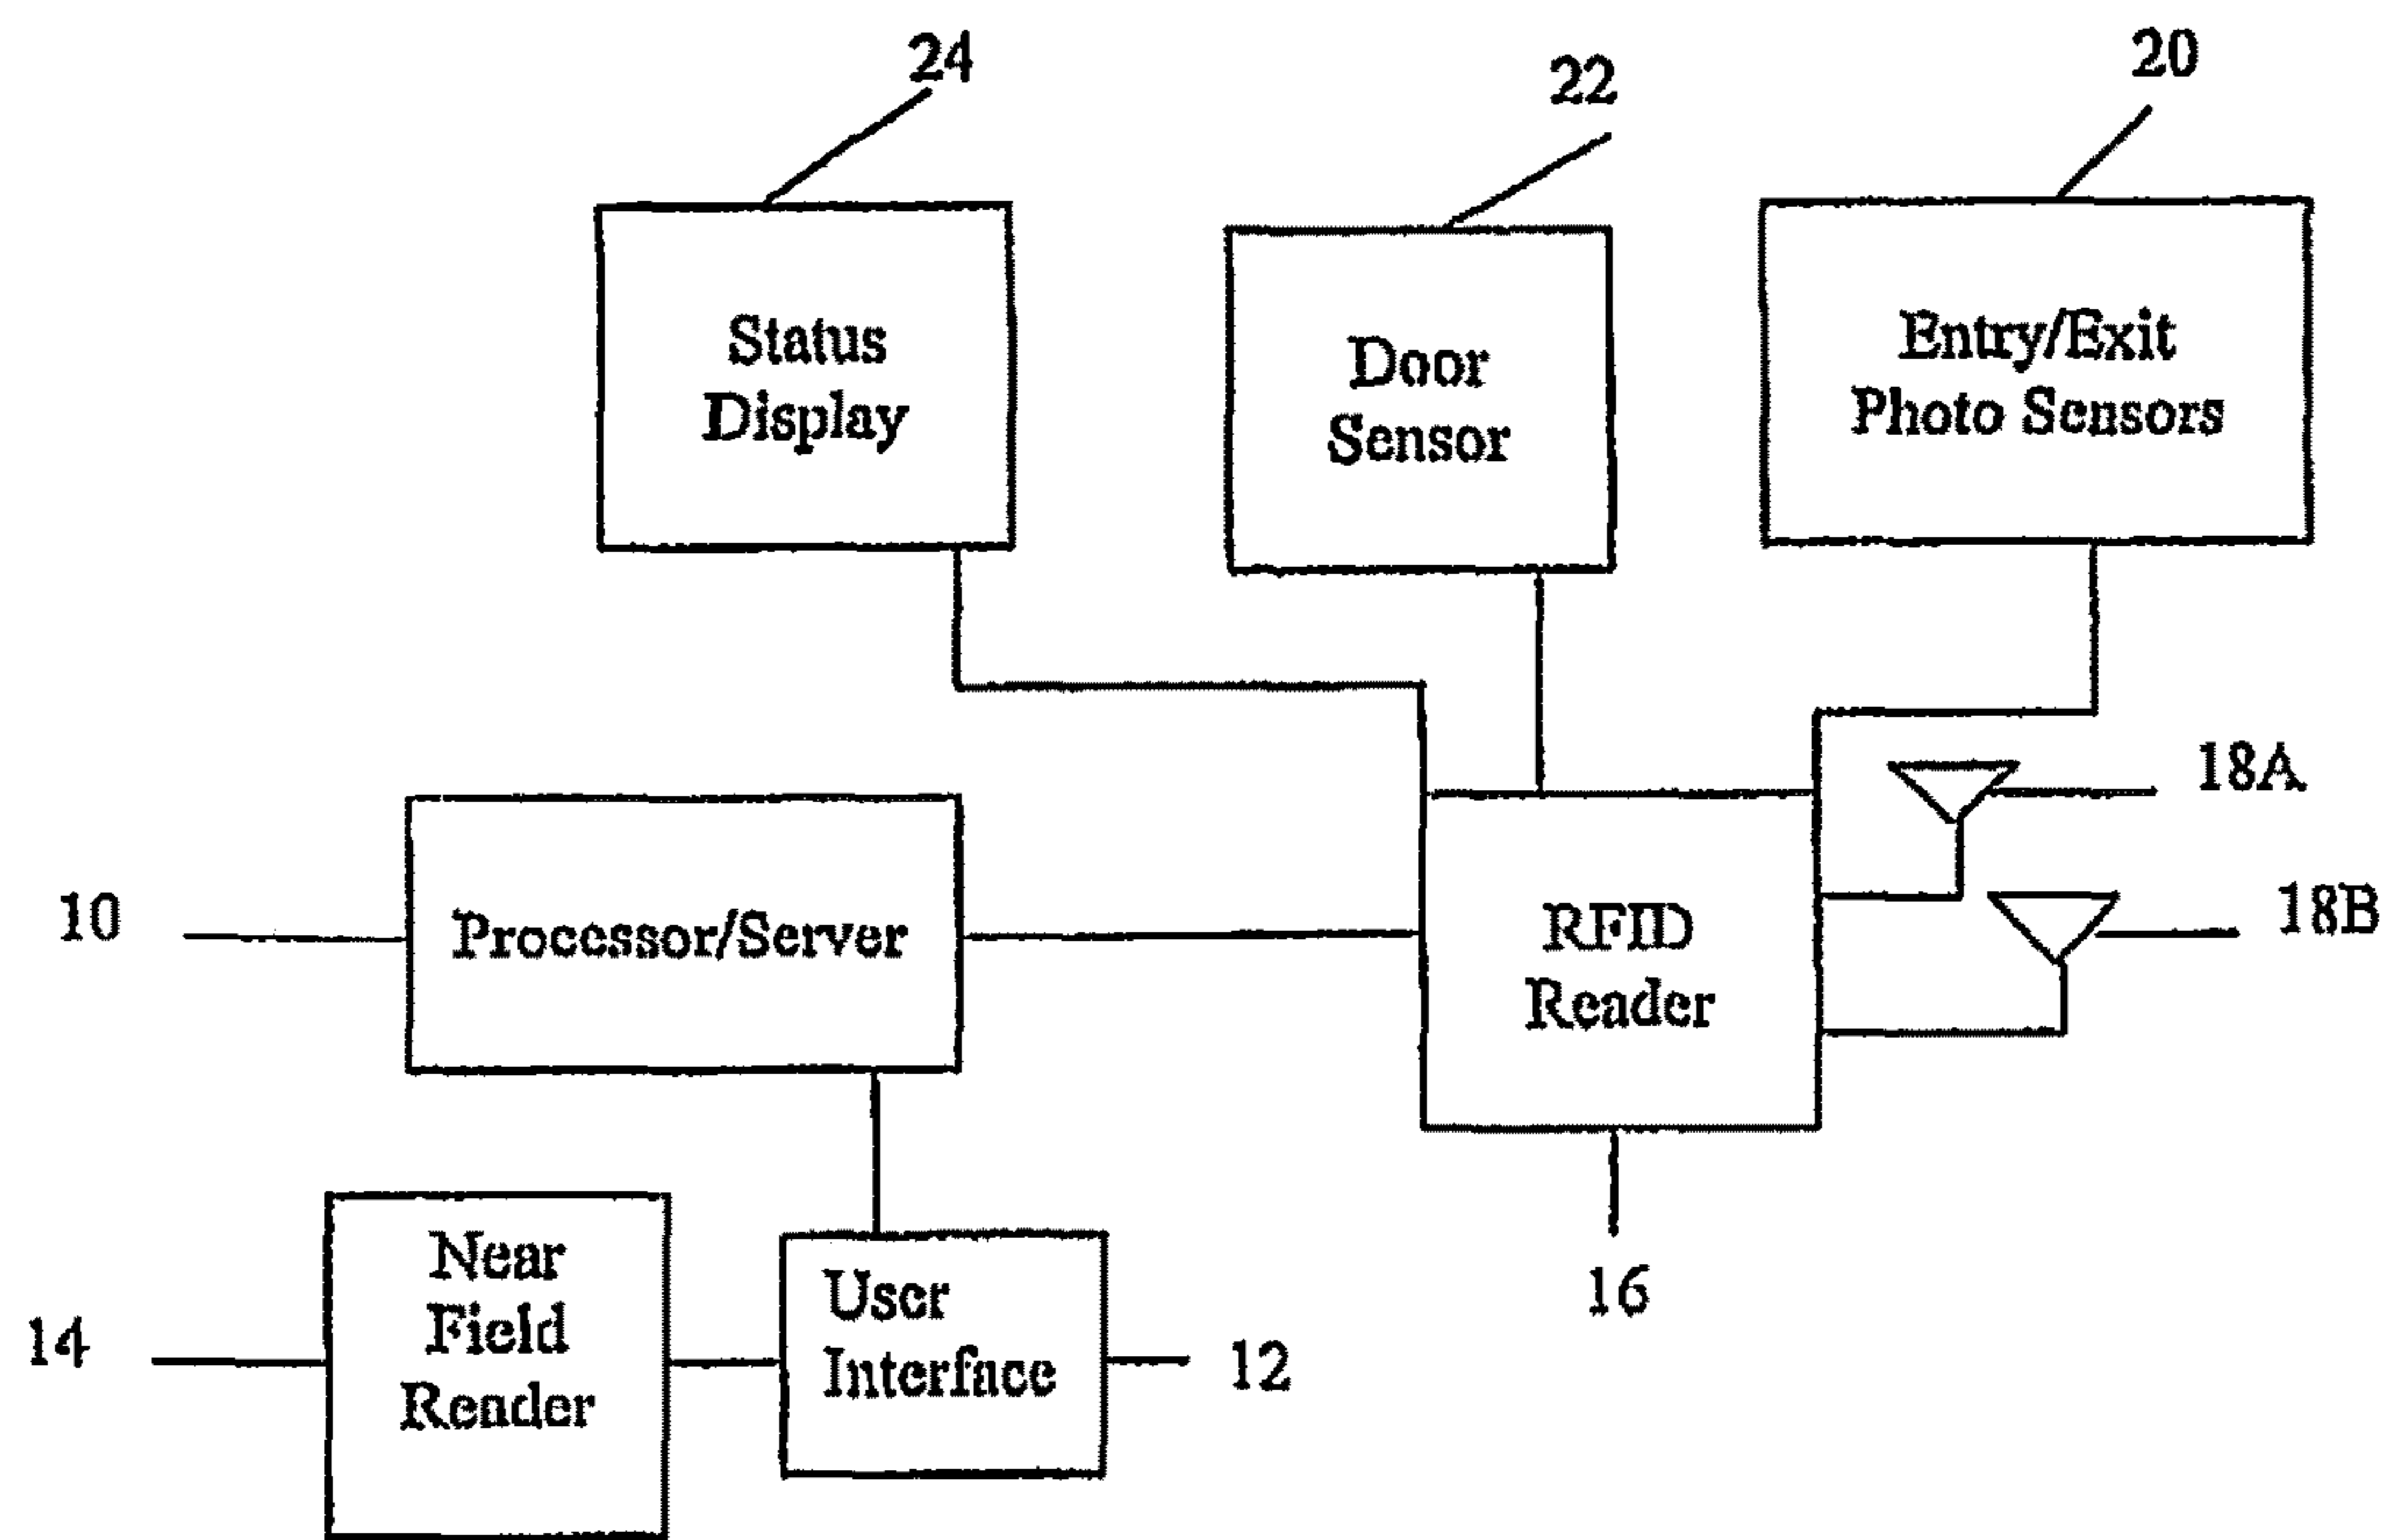 24
22
20
Status
Display
Door
Sensor
Entry/Exit
Photo Sensors
18A
18B
10
Processor/Server
RFID
Reader
16
Near
Field
Reader
14
User
Interface
12